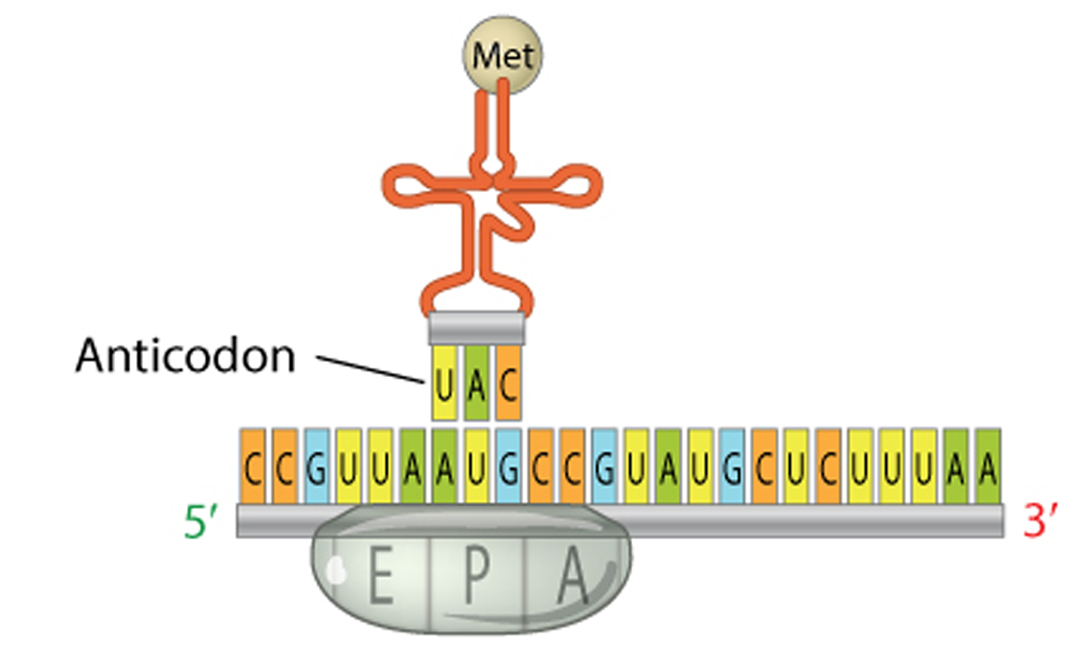 Met
Anticodon
U A C
C C G U U A A U G C C G U A U G C U C U U U A A
5′ 3′
E P A